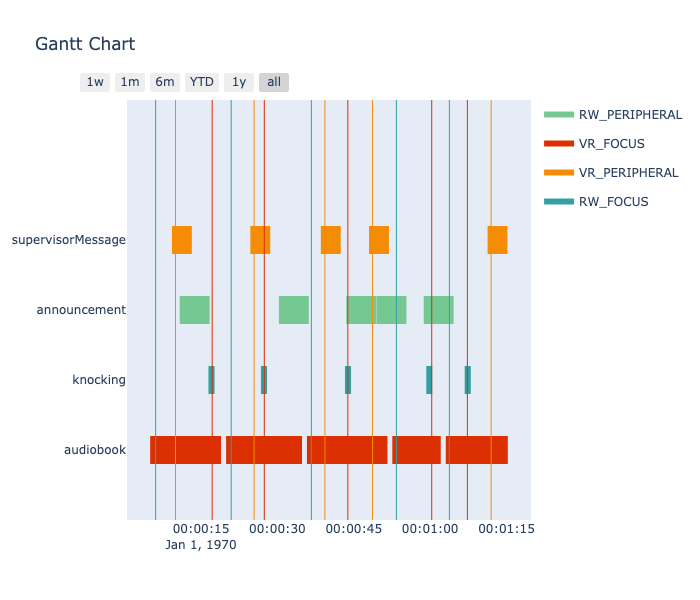 Gantt Chart
1w
1m
6m
YTD
1y
all
RW_PERIPHERAL
VR_FOCUS
VR_PERIPHERAL
RW_FOCUS
supervisorMessage
announcement
knocking
audiobook
00:00:15
00:00:30
00:00:45
00:01:00
00:01:15
Jan 1, 1970